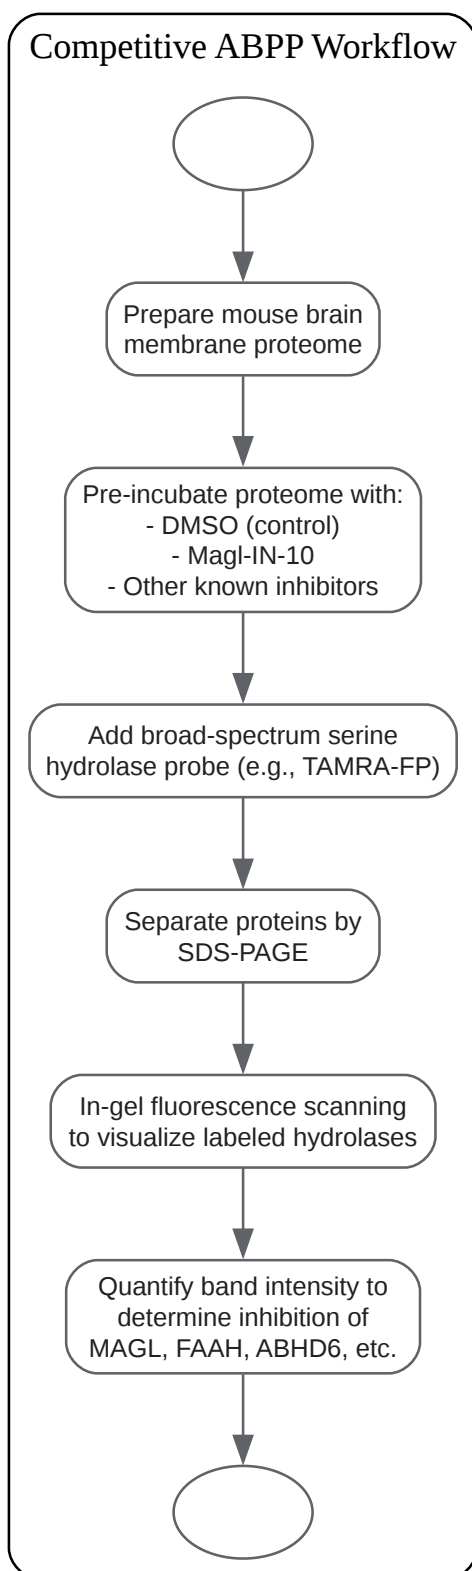 Competitive ABPP Workflow
Prepare mouse brain
membrane proteome
Pre-incubate proteome with:
- DMSO (control)
- Magl-IN-10
- Other known inhibitors
Add broad-spectrum serine
hydrolase probe (e.g., TAMRA-FP)
Separate proteins by
SDS-PAGE
In-gel fluorescence scanning
to visualize labeled hydrolases
Quantify band intensity to
determine inhibition of
MAGL, FAAH, ABHD6, etc.